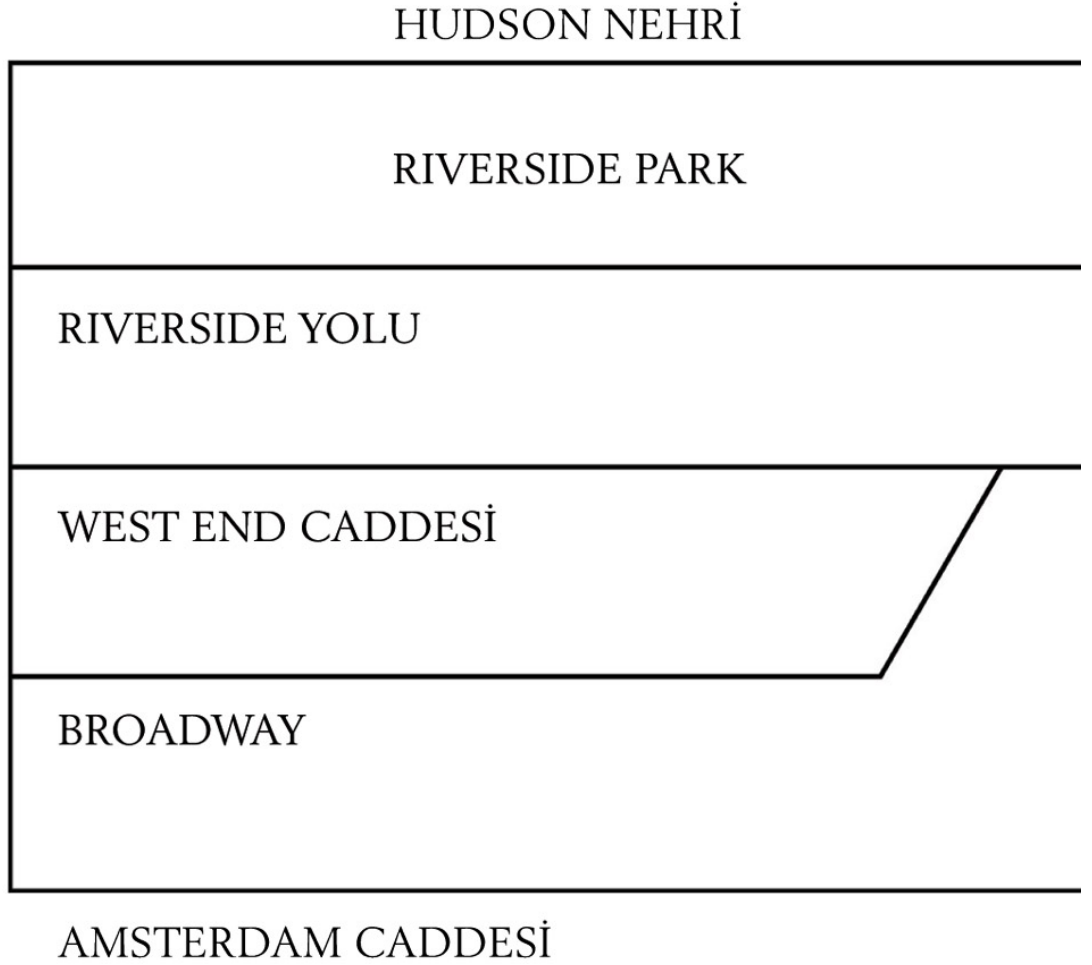 HUDSON NEHRİ
RIVERSIDE PARK
RIVERSIDE YOLU
WEST END CADDESİ
BROADWAY
AMSTERDAM CADDESİ